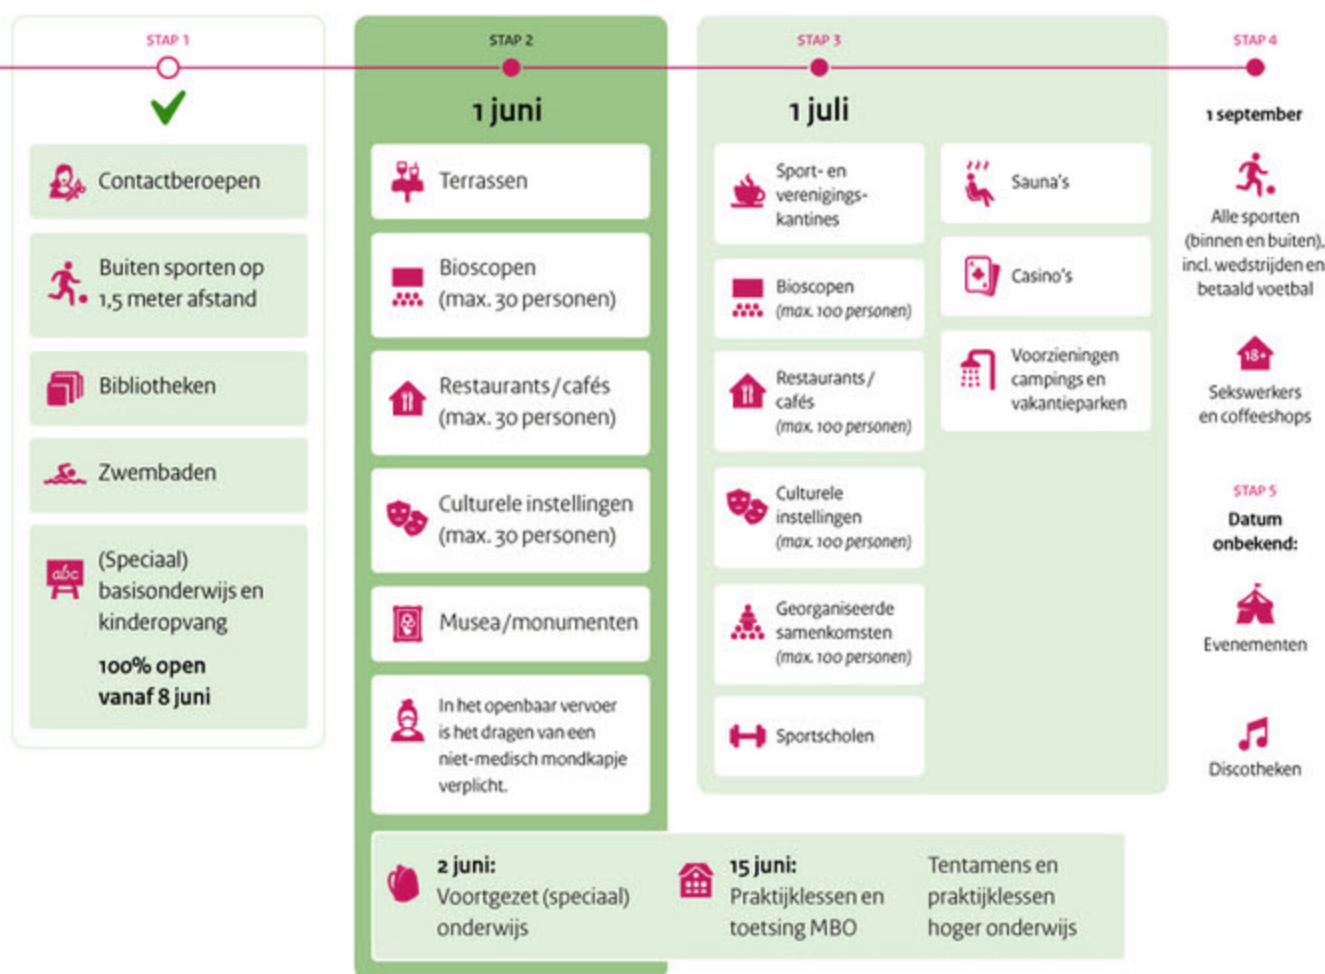 STAP 1
Contactberoepen
Buiten sporten op
1,5 meter afstand
Bibliotheken
Zwembaden
abc
(Speciaal)
basisonderwijs en
kinderopvang
100% open
vanaf 8 juni
STAP 2
1 juni
Terrassen
Bioscopen
(max. 30 personen)
Restaurants/cafés
(max. 30 personen)
Culturele instellingen
(max. 30 personen)
Musea/monumenten
In het openbaar vervoer
is het dragen van een
niet-medisch mondkapje
verplicht.
2 juni:
Voortgezet (speciaal)
onderwijs
15 juni:
Praktijklessen en
toetsing MBO
Tentamens en
praktijklessen
hoger onderwijs
STAP 3
1 juli
Sport- en
verenigings-
kantines
Bioscopen
(max. 100 personen)
Restaurants/
cafés
(max. 100 personen)
Culturele
instellingen
(max. 100 personen)
Georganiseerde
samenkomsten
(max. 100 personen)
Sportscholen
Sauna's
Casino's
Voorzieningen
campings en
vakantieparken
STAP 4
1 september
Alle sporten
(binnen en buiten),
incl. wedstrijden en
betaald voetbal
18+
Sekswerkers
en coffeeshops
STAP 5
Datum
onbekend:
Evenementen
Discotheken